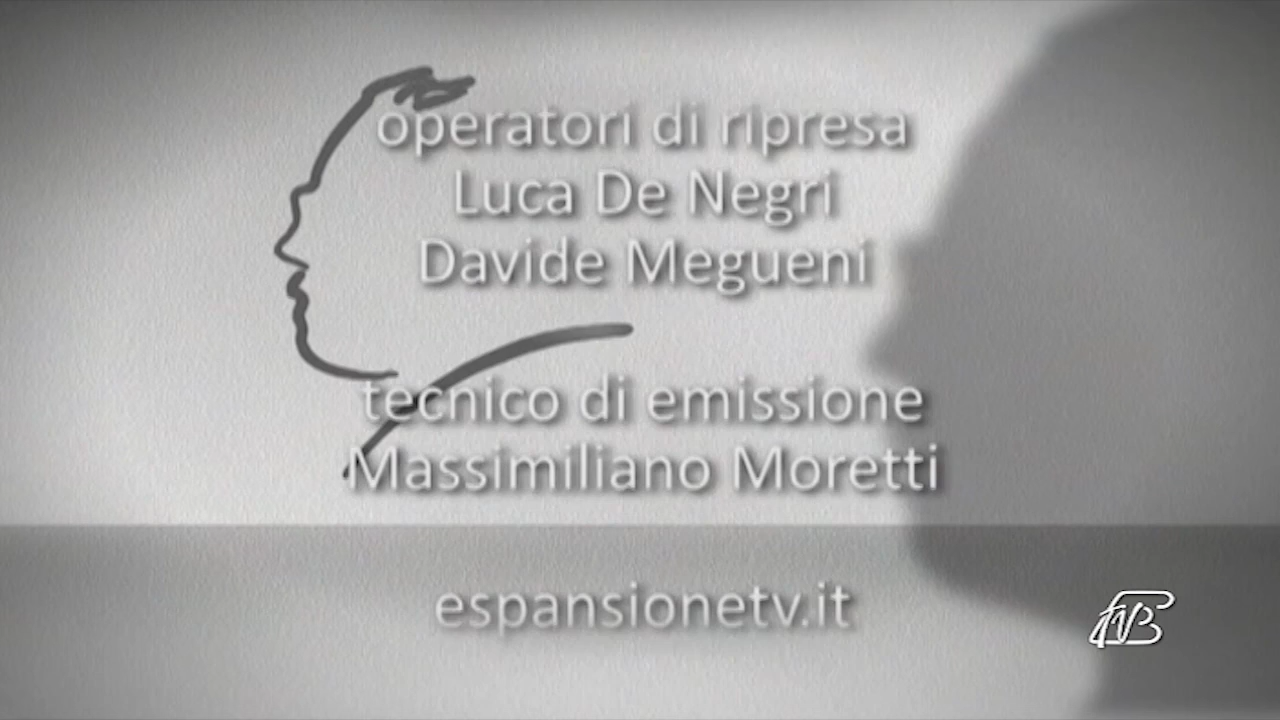 operatori di ripresa
Luca De Negri
Davide Megueni
tecnico di emissione
Massimiliano Moretti
espansionetv.it